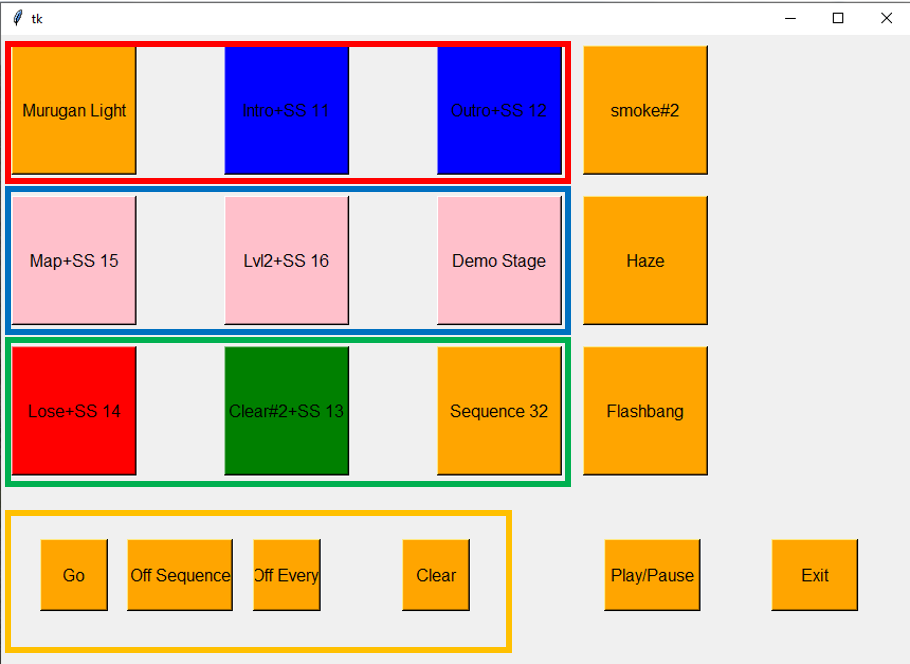 tk
Murugan Light
Intro+SS 11
Outro+SS 12
smoke#2
Map+SS 15
Lvl2+SS 16
Demo Stage
Haze
Lose+SS 14
Clear#2+SS 13
Sequence 32
Flashbang
Go
Off Sequence
Off Every
Clear
Play/Pause
Exit